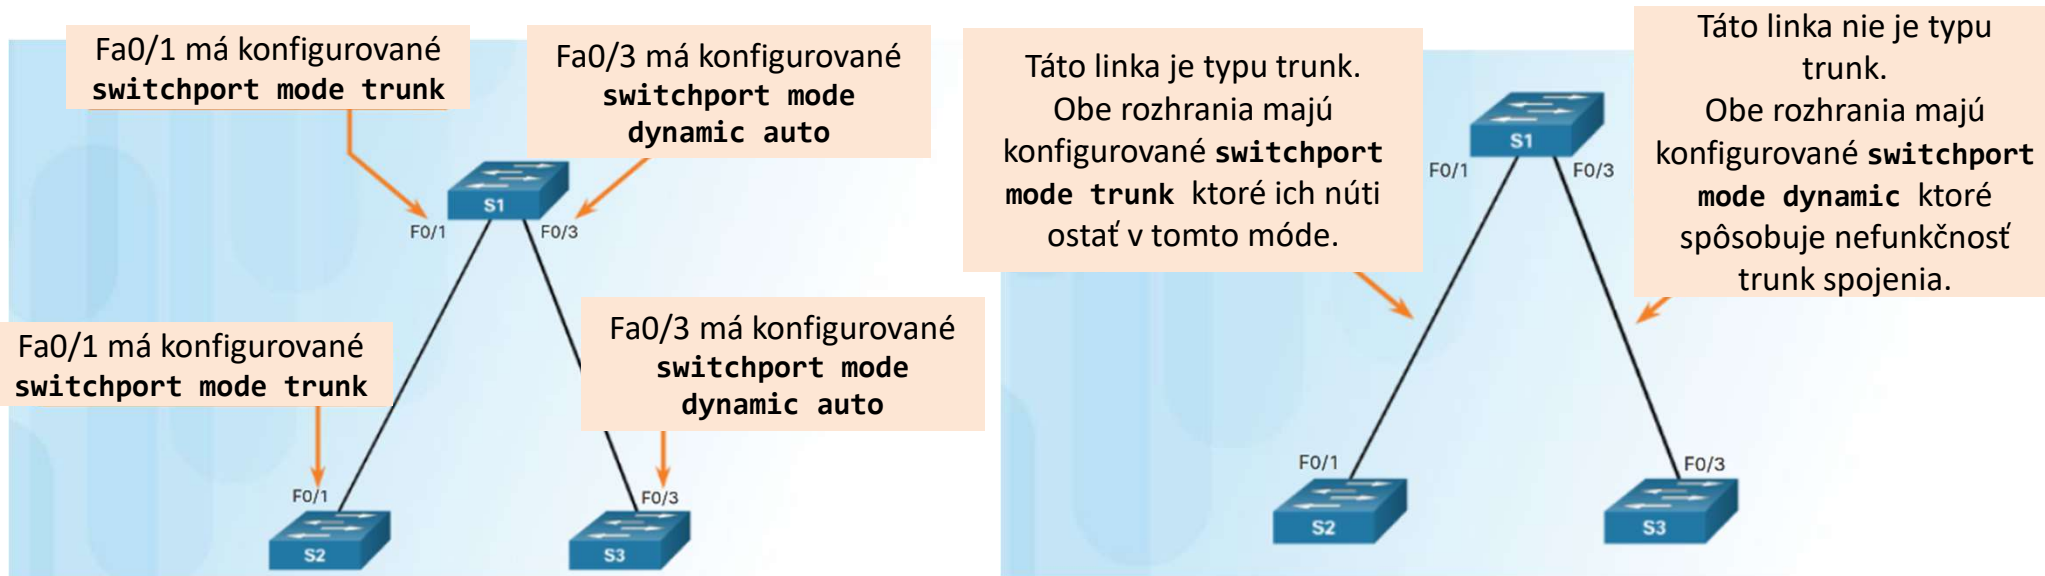 Fa0/1 má konfigurované
switchport mode trunk
Fa0/3 má konfigurované
switchport mode
dynamic auto
S1
F0/1
F0/3
Fa0/1 má konfigurované
switchport mode trunk
Fa0/3 má konfigurované
switchport mode
dynamic auto
F0/1
F0/3
S2
S3
Táto linka je typu trunk.
Obe rozhrania majú
konfigurované switchport
mode trunk ktoré ich núti
ostať v tomto móde.
Táto linka nie je typu
trunk.
Obe rozhrania majú
konfigurované switchport
mode dynamic ktoré
spôsobuje nefunkčnosť
trunk spojenia.
S1
F0/1
F0/3
F0/1
F0/3
S2
S3